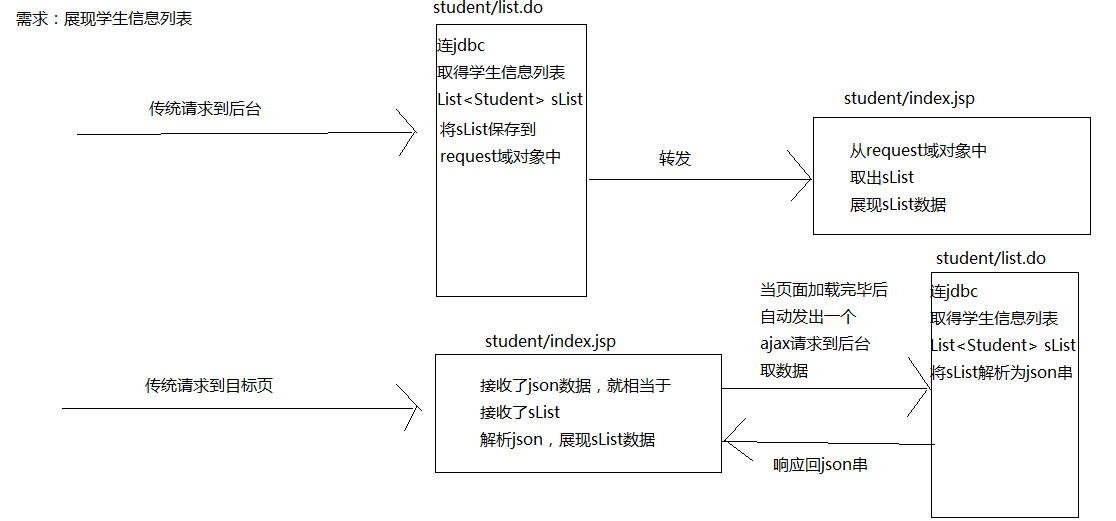 需求：展现学生信息列表
student/list.do
连jdbc
取得学生信息列表
List<Student> sList
将sList保存到
request域对象中
传统请求到后台
转发
student/index.jsp
从request域对象中
取出sList
展现sList数据
传统请求到目标页
student/index.jsp
接收了json数据，就相当于
接收了sList
解析json，展现sList数据
当页面加载完毕后
自动发出一个
ajax请求到后台
取数据
student/list.do
连jdbc
取得学生信息列表
List<Student> sList
将sList解析为json串
响应回json串